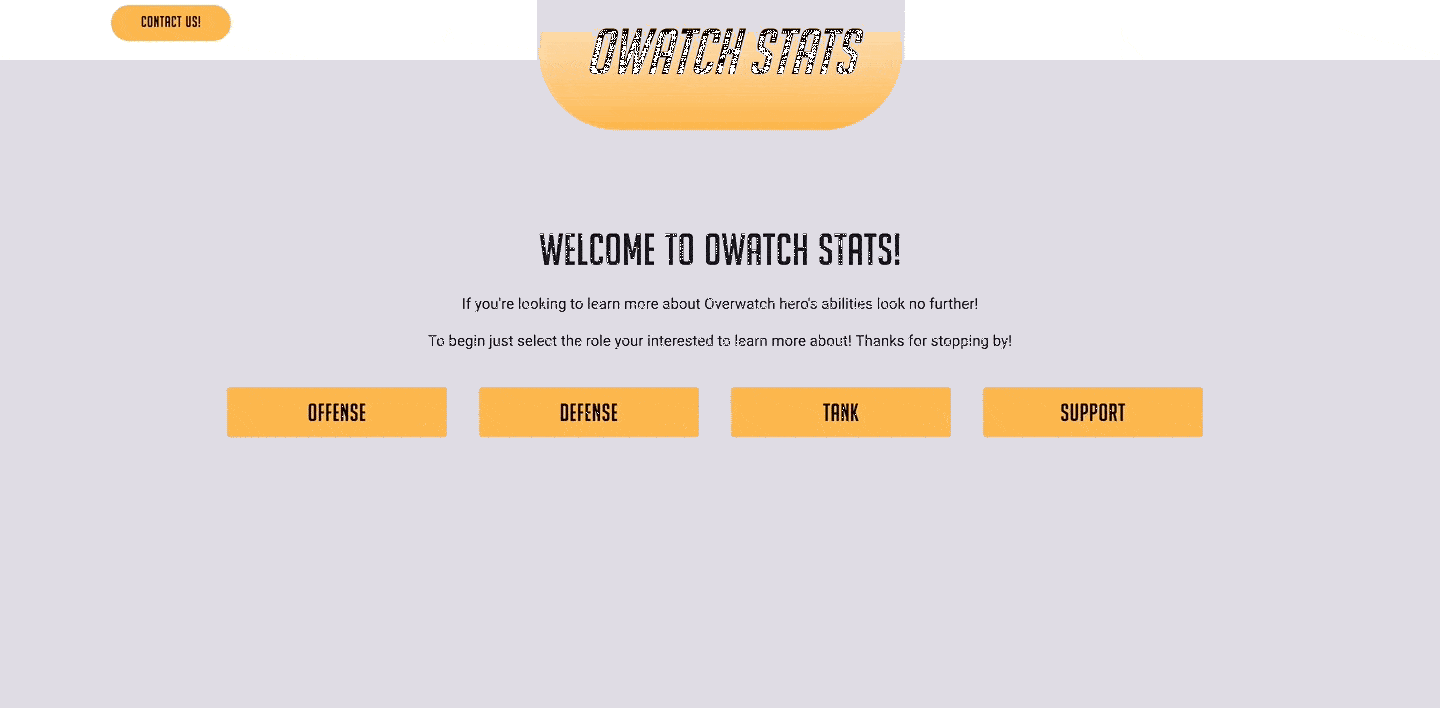 CONTACT US!
OWATCH STATS
WELCOME TO OWATCH STATS!
If you're looking to learn more about Overwatch hero's abilities look no further!
To begin just select the role your interested to learn more about! Thanks for stopping by!
OFFENSE
DEFENSE
TANK
SUPPORT